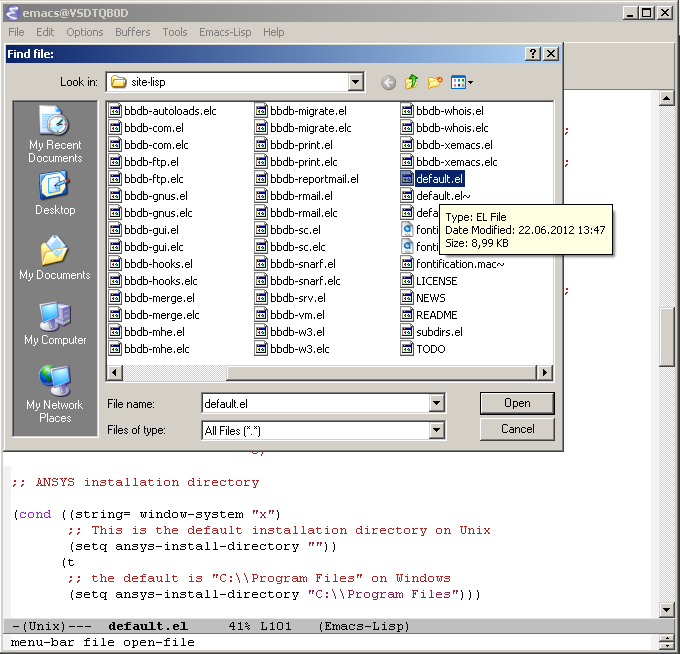 emacs@VSDTQB0D
File Edit Options Buffers Tools Emacs-Lisp Help
Find file:
Look in: site-lisp
My Recent
Documents
Desktop
My Documents
My Computer
My Network
Places
bbdb-autoloads.elc
bbdb-com.el
bbdb-com.elc
bbdb-ftp.el
bbdb-ftp.elc
bbdb-gnus.el
bbdb-gnus.elc
bbdb-gui.el
bbdb-gui.elc
bbdb-hooks.el
bbdb-hooks.elc
bbdb-merge.el
bbdb-merge.elc
bbdb-mhe.el
bbdb-mhe.elc
bbdb-migrate.el
bbdb-migrate.elc
bbdb-print.el
bbdb-print.elc
bbdb-reportmail.el
bbdb-rmail.el
bbdb-rmail.elc
bbdb-sc.el
bbdb-sc.elc
bbdb-snarf.el
bbdb-snarf.elc
bbdb-srv.el
bbdb-vm.el
bbdb-w3.el
bbdb-w3.elc
bbdb-whois.el
bbdb-whois.elc
bbdb-xemacs.el
bbdb-xemacs.elc
default.el
default.el~
defa
fonti
fonti
fontification.mac~
LICENSE
NEWS
README
subdirs.el
TODO
Type: EL File
Date Modified: 22.06.2012 13:47
Size: 8,99 KB
File name: default.el
Open
Files of type: All Files (*.*)
Cancel
;; ANSYS installation directory
(cond ((string= window-system "x")
;; This is the default installation directory on Unix
(setq ansys-install-directory ""))
(t
;; the default is "C:\\Program Files" on Windows
(setq ansys-install-directory "C:\\Program Files")))
-(Unix)--- default.el 41% L101 (Emacs-Lisp)
menu-bar file open-file